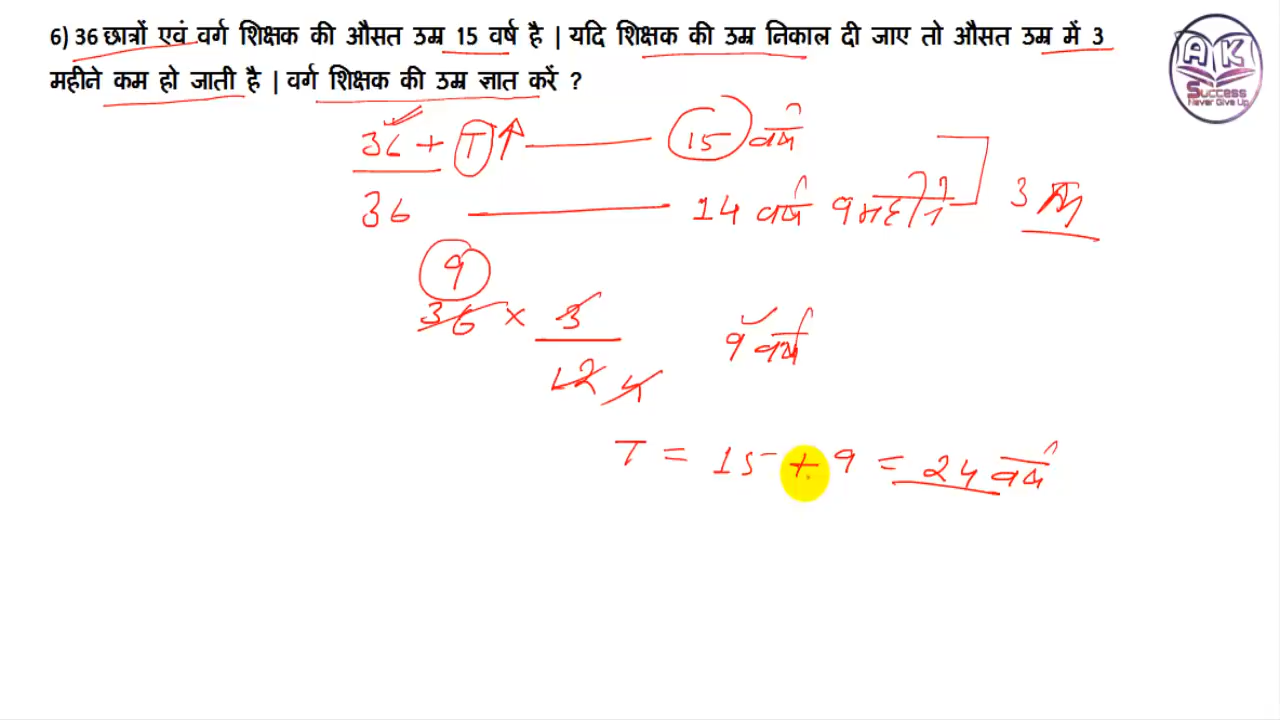 6) 36 छात्रों एवं वर्ग शिक्षक की औसत उम्र 15 वर्ष है | यदि शिक्षक की उम्र निकाल दी जाए तो औसत उम्र में 3
महीने कम हो जाती है | वर्ग शिक्षक की उम्र ज्ञात करें ?
AK
Success
Never Give Up
36 + T↑ 15 वर्ष
36 14 वर्ष 9 महीने
3
9
36 × 3
12 4
9 वर्ष
T = 15 + 9 = 24 वर्ष